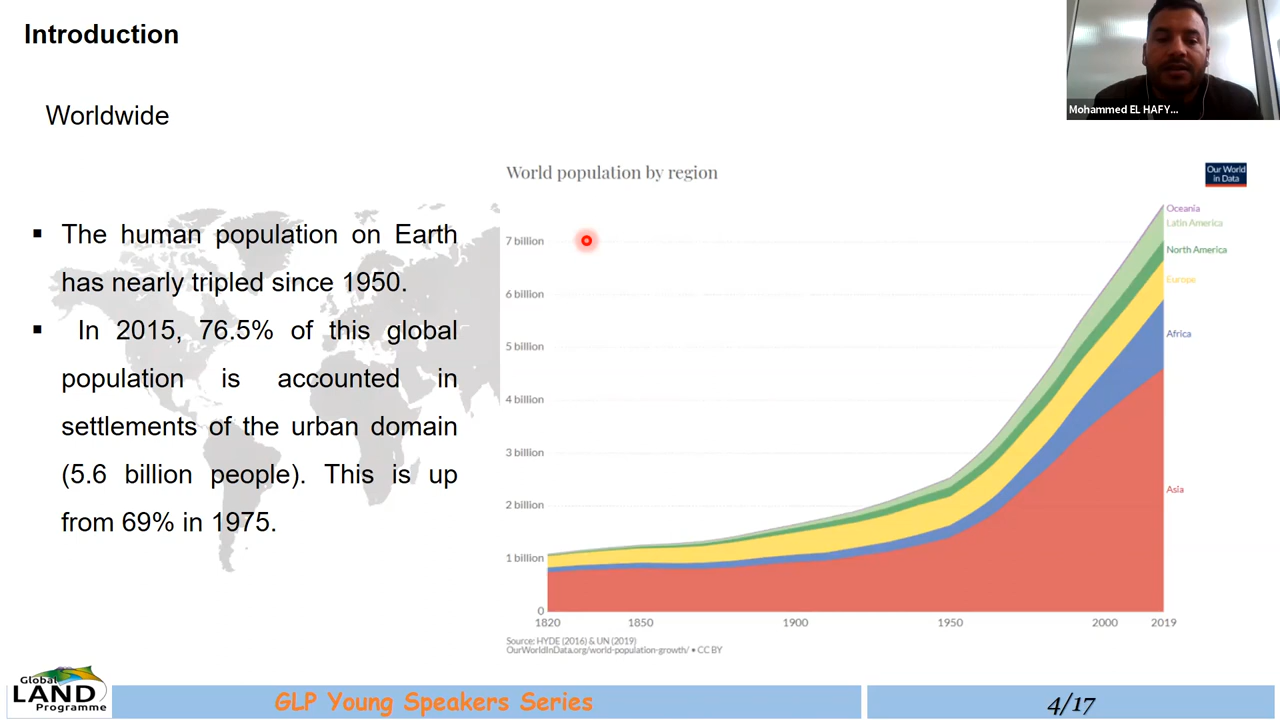 Introduction
Worldwide
Mohammed EL HAFY...
▪ The human population on Earth
has nearly tripled since 1950.
▪ In 2015, 76.5% of this global
population is accounted in
settlements of the urban domain
(5.6 billion people). This is up
from 69% in 1975.
World population by region
Our World
in Data
7 billion
6 billion
5 billion
4 billion
3 billion
2 billion
1 billion
0
1820
1850
1900
1950
2000
2019
Oceania
Latin America
North America
Europe
Africa
Asia
Source: HYDE (2016) & UN (2019)
OurWorldInData.org/world-population-growth/ • CC BY
Global
LAND
Programme
GLP Young Speakers Series
4/17